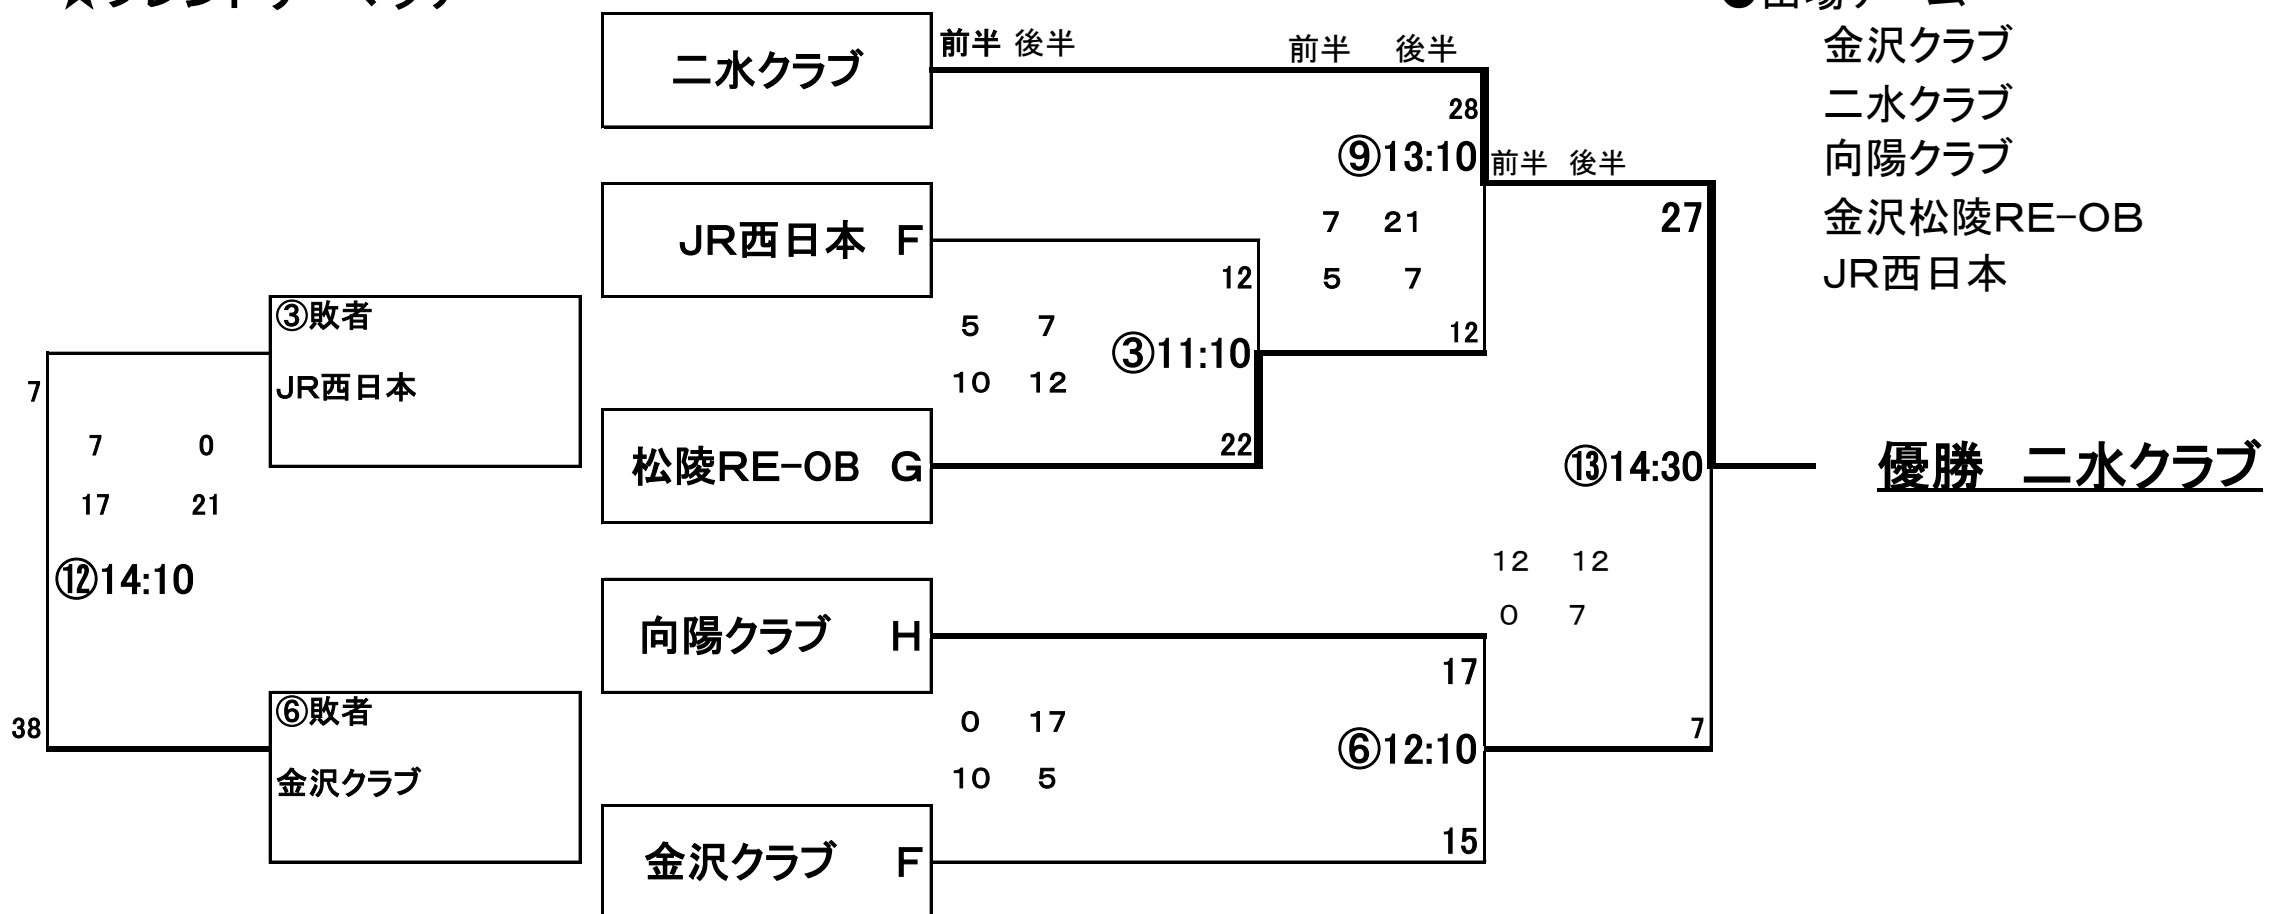 二水クラブ
前半 後半
前半 後半
28
⑨13:10
前半 後半
27
7 21
5 7
12
JR西日本 F
12
5 7
10 12
③11:10
22
松陵RE-OB G
③敗者
JR西日本
7
7 0
17 21
⑫14:10
38
⑥敗者
金沢クラブ
向陽クラブ H
17
0 17
10 5
⑥12:10
15
金沢クラブ F
⑬14:30
12 12
0 7
7
優勝 二水クラブ
金沢クラブ
二水クラブ
向陽クラブ
金沢松陵RE-OB
JR西日本